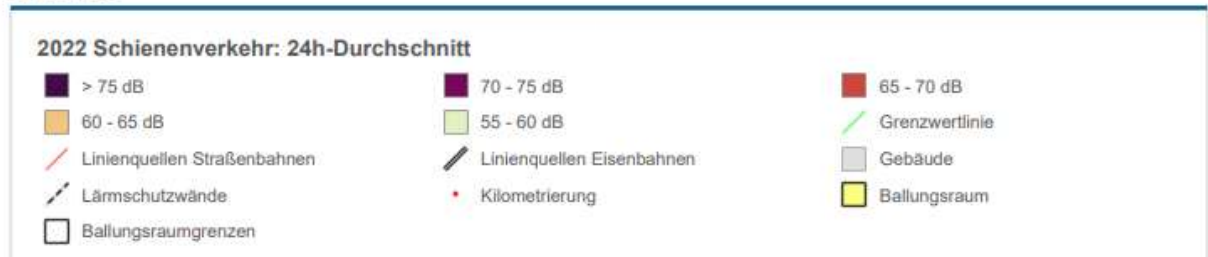 2022 Schienenverkehr: 24h-Durchschnitt
> 75 dB 70 - 75 dB 65 - 70 dB
60 - 65 dB 55 - 60 dB Grenzwertlinie
Linienquellen Straßenbahnen Linienquellen Eisenbahnen Gebäude
Lärmschutzwände Kilometrierung Ballungsraum
Ballungsraumgrenzen